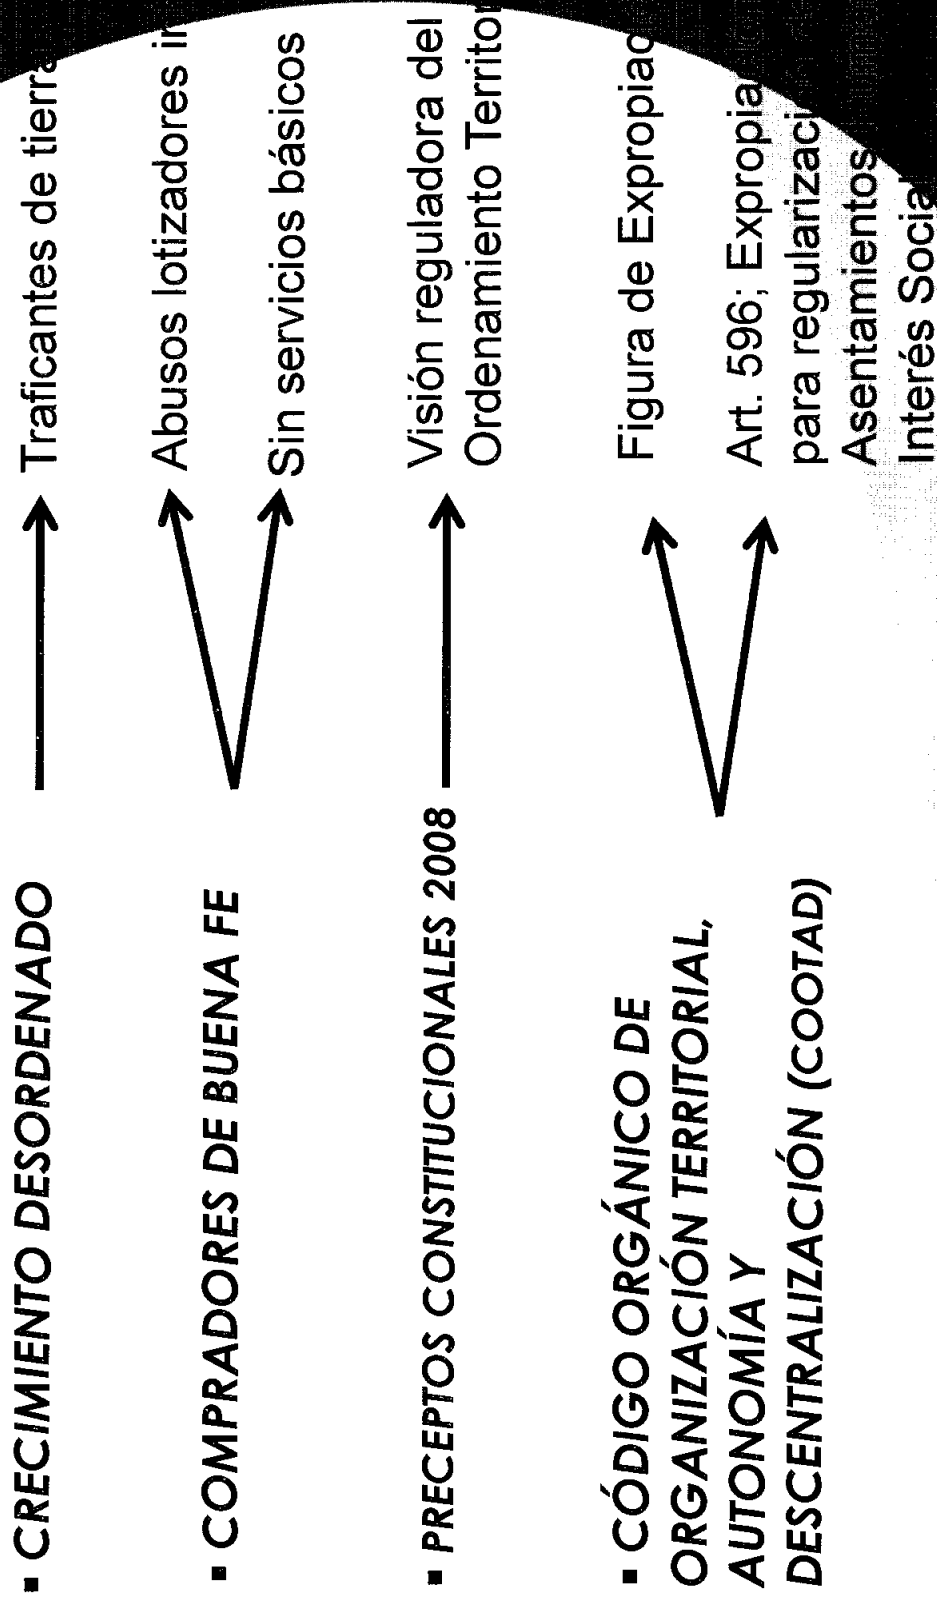 ▪ CRECIMIENTO DESORDENADO
Traficantes de tierra
▪ COMPRADORES DE BUENA FE
Abusos lotizadores
Sin servicios básicos
▪ PRECEPTOS CONSTITUCIONALES 2008
Visión reguladora del
Ordenamiento
▪ CÓDIGO ORGÁNICO DE
ORGANIZACIÓN TERRITORIAL,
AUTONOMÍA Y
DESCENTRALIZACIÓN (COOTAD)
Figura de
Art. 596;
para
Asentamientos
Interés Social